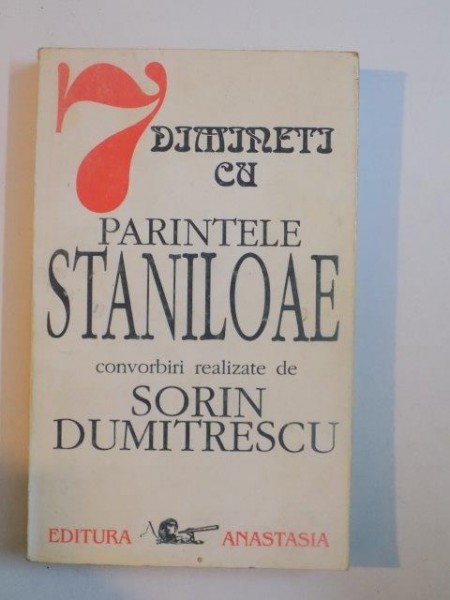 7 DIMINETI
CU
PARINTELE
STANILOAE
convorbiri realizate de
SORIN
DUMITRESCU
EDITURA ANASTASIA